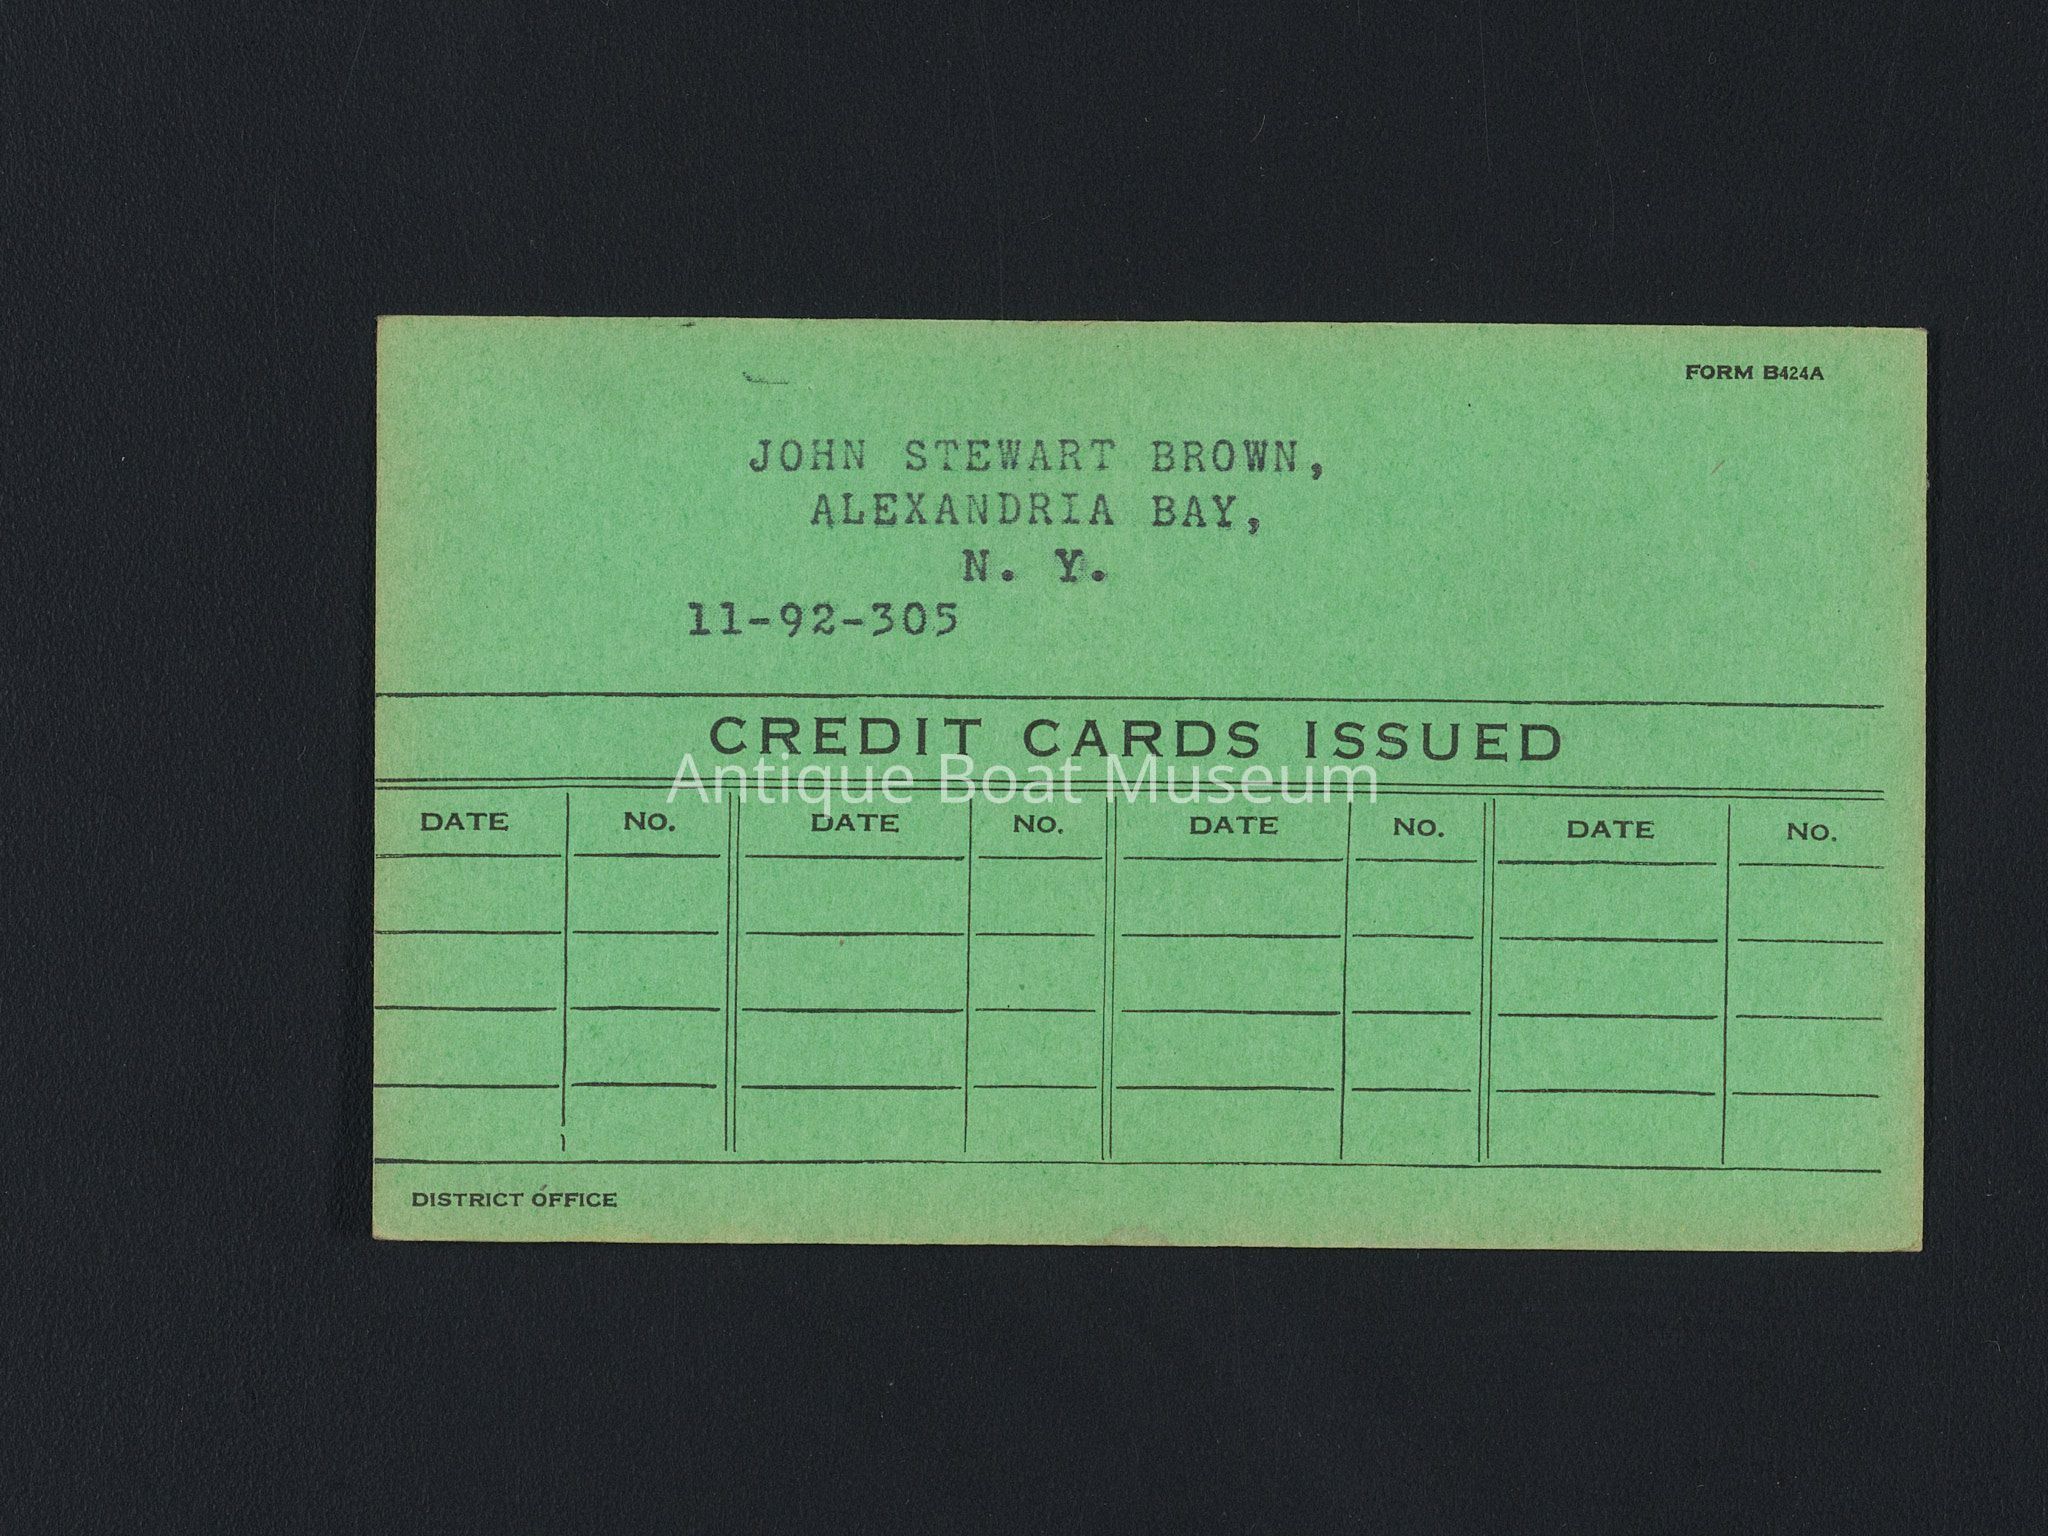 FORM B424A
JOHN STEWART BROWN,
ALEXANDRIA BAY,
N. Y.
11-92-305
CREDIT CARDS ISSUED
Antique Boat Museum
DATE NO. DATE NO. DATE NO. DATE NO.
DISTRICT OFFICE